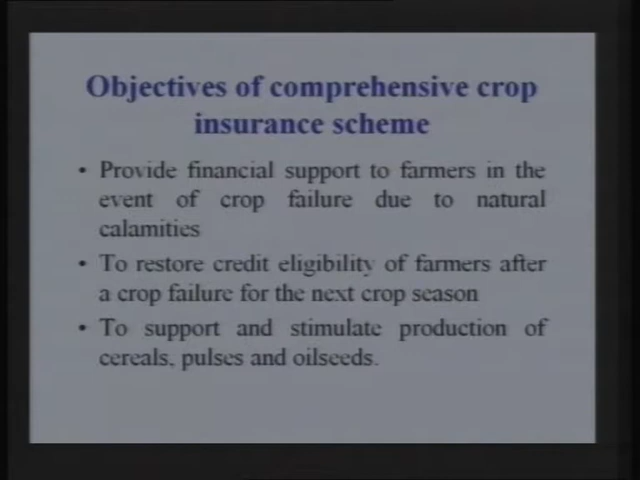 Objectives of comprehensive crop
insurance scheme
• Provide financial support to farmers in the
event of crop failure due to natural
calamities
• To restore credit eligibility of farmers after
a crop failure for the next crop season
• To support and stimulate production of
cereals, pulses and oilseeds.